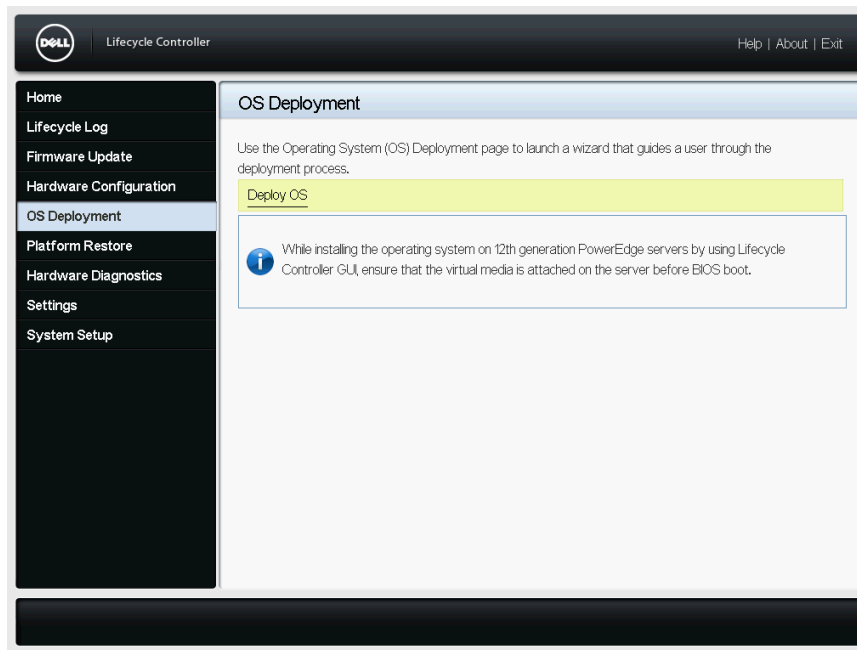 DELL
Lifecycle Controller
Help | About | Exit
Home
Lifecycle Log
Firmware Update
Hardware Configuration
OS Deployment
Platform Restore
Hardware Diagnostics
Settings
System Setup
OS Deployment
Use the Operating System (OS) Deployment page to launch a wizard that guides a user through the
deployment process.
Deploy OS
While installing the operating system on 12th generation PowerEdge servers by using Lifecycle
Controller GUI, ensure that the virtual media is attached on the server before BIOS boot.